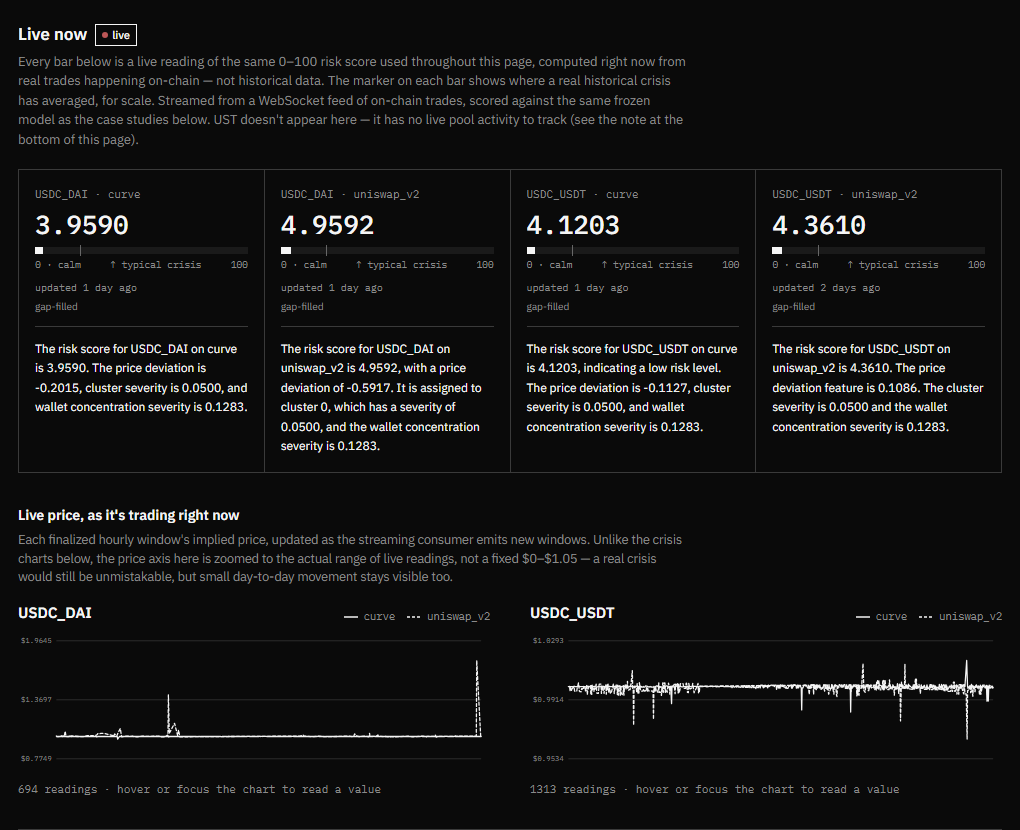 Live now live
Every bar below is a live reading of the same 0–100 risk score used throughout this page, computed right now from
real trades happening on-chain — not historical data. The marker on each bar shows where a real historical crisis
has averaged, for scale. Streamed from a WebSocket feed of on-chain trades, scored against the same frozen
model as the case studies below. UST doesn't appear here — it has no live pool activity to track (see the note at the
bottom of this page).
USDC_DAI · curve
3.9590
0 · calm ↑ typical crisis 100
updated 1 day ago
gap-filled
The risk score for USDC_DAI on curve
is 3.9590. The price deviation is
-0.2015, cluster severity is 0.0500, and
wallet concentration severity is 0.1283.
USDC_DAI · uniswap_v2
4.9592
0 · calm ↑ typical crisis 100
updated 1 day ago
gap-filled
The risk score for USDC_DAI on
uniswap_v2 is 4.9592, with a price
deviation of -0.5917. It is assigned to
cluster 0, which has a severity of
0.0500, and the wallet concentration
severity is 0.1283.
USDC_USDT · curve
4.1203
0 · calm ↑ typical crisis 100
updated 1 day ago
gap-filled
The risk score for USDC_USDT on curve
is 4.1203, indicating a low risk level.
The price deviation is -0.1127, cluster
severity is 0.0500, and wallet
concentration severity is 0.1283.
USDC_USDT · uniswap_v2
4.3610
0 · calm ↑ typical crisis 100
updated 2 days ago
gap-filled
The risk score for USDC_USDT on
uniswap_v2 is 4.3610. The price
deviation feature is 0.1086. The cluster
severity is 0.0500 and the wallet
concentration severity is 0.1283.
Live price, as it's trading right now
Each finalized hourly window's implied price, updated as the streaming consumer emits new windows. Unlike the crisis
charts below, the price axis here is zoomed to the actual range of live readings, not a fixed $0–$1.05 — a real crisis
would still be unmistakable, but small day-to-day movement stays visible too.
USDC_DAI curve uniswap_v2
$1.9645
$1.3697
$0.7749
694 readings · hover or focus the chart to read a value
USDC_USDT curve uniswap_v2
$1.0293
$0.9914
$0.9534
1313 readings · hover or focus the chart to read a value